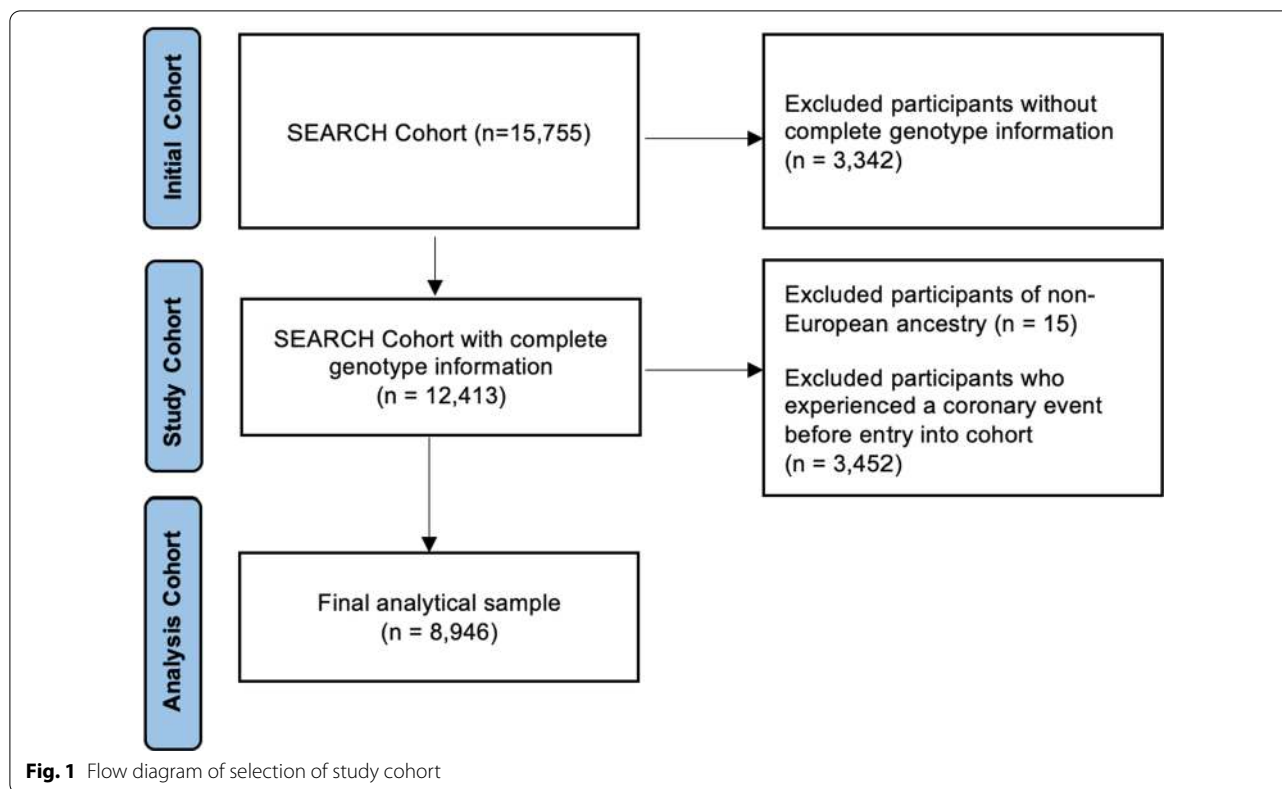 Initial Cohort
SEARCH Cohort (n=15,755)
Excluded participants without
complete genotype information
(n = 3,342)
Study Cohort
SEARCH Cohort with complete
genotype information
(n = 12,413)
Excluded participants of non-
European ancestry (n = 15)
Excluded participants who
experienced a coronary event
before entry into cohort
(n = 3,452)
Analysis Cohort
Final analytical sample
(n = 8,946)
Fig. 1 Flow diagram of selection of study cohort